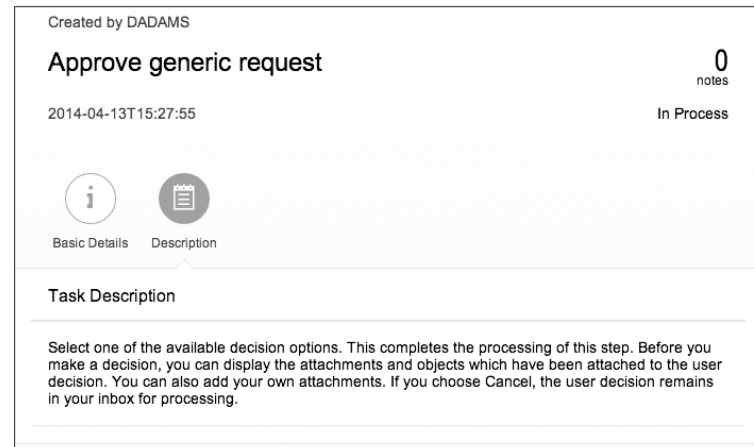 Created by DADAMS
Approve generic request
0
notes
2014-04-13T15:27:55
In Process
Basic Details
Description
Task Description
Select one of the available decision options. This completes the processing of this step. Before you
make a decision, you can display the attachments and objects which have been attached to the user
decision. You can also add your own attachments. If you choose Cancel, the user decision remains
in your inbox for processing.